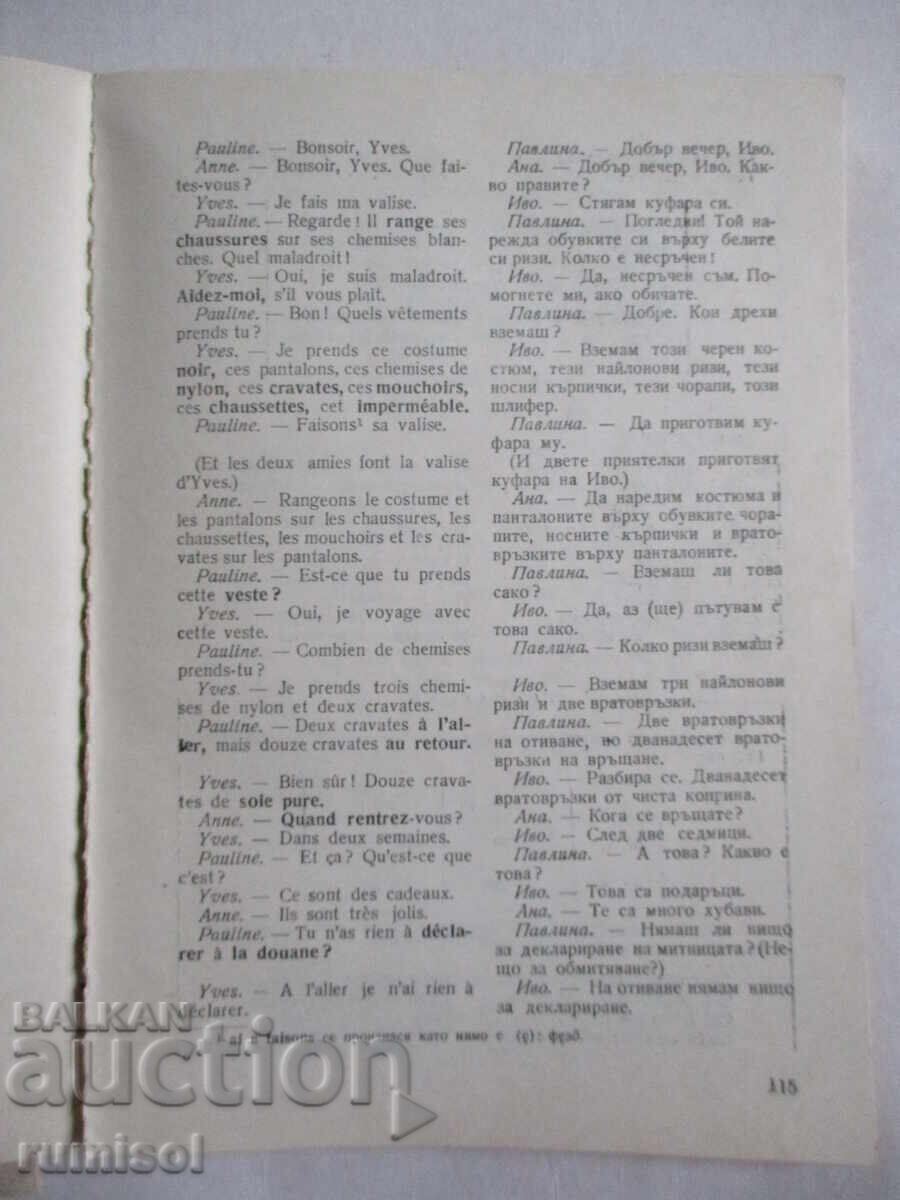 Pauline. — Bonsoir, Yves.
Anne. — Bonsoir, Yves. Que fai-
tes-vous?
Yves. — Je fais ma valise.
Pauline. — Regarde! Il range ses
chaussures sur ses chemises blan-
ches. Quel maladroit!
Yves. — Oui, je suis maladroit.
Aidez-moi, s'il vous plait.
Pauline. — Bon! Quels vêtements
prends tu?
Yves. — Je prends ce costume
noir, ces pantalons, ces chemises de
nylon, ces cravates, ces mouchoirs,
ces chaussettes, cet imperméable.
Pauline. — Faisons¹ sa valise.
(Et les deux amies font la valise
d'Yves.)
Anne. — Rangeons le costume et
les pantalons sur les chaussures, les
chaussettes, les mouchoirs et les cra-
vates sur les pantalons.
Pauline. — Est-ce que tu prends
cette veste?
Yves. — Oui, je voyage avec
cette veste.
Pauline. — Combien de chemises
prends-tu?
Yves. — Je prends trois chemi-
ses de nylon et deux cravates.
Pauline. — Deux cravates à l'al-
ler, mais douze cravates au retour.
Yves. — Bien sûr! Douze crava-
tes de soie pure.
Anne. — Quand rentrez-vous?
Yves. — Dans deux semaines.
Pauline. — Et ça? Qu'est-ce que
c'est?
Yves. — Ce sont des cadeaux.
Anne. — Ils sont très jolis.
Pauline. — Tu n'as rien à décla-
rer à la douane?
Yves. — A l'aller je n'ai rien à
déclarer.
Павлина. — Добър вечер, Иво.
Ана. — Добър вечер, Иво. Как-
во правите?
Иво. — Стягам куфара си.
Павлина. — Погледни! Той на-
режда обувките си върху белите
си ризи. Колко е несръчен!
Иво. — Да, несръчен съм. По-
могнете ми, ако обичате.
Павлина. — Добре. Кои дрехи
вземаш?
Иво. — Вземам този черен ко-
стюм, тези найлонови ризи, тези
носни кърпички, тези чорапи, този
шлифер.
Павлина. — Да приготвим ку-
фара му.
(И двете приятелки приготвят
куфара на Иво.)
Ана. — Да наредим костюма и
панталоните върху обувките, чора-
пите, носните кърпички и врато-
връзките върху панталоните.
Павлина. — Вземаш ли това
сако?
Иво. — Да, аз (ще) пътувам с
това сако.
Павлина. — Колко ризи вземаш?
Иво. — Вземам три найлонови
ризи и две вратовръзки.
Павлина. — Две вратовръзки
на отиване, но дванадесет врато-
връзки на връщане.
Иво. — Разбира се. Дванадесет
вратовръзки от чиста коприна.
Ана. — Кога се връщате?
Иво. — След две седмици.
Павлина. — А това? Какво е
това?
Иво. — Това са подаръци.
Ана. — Те са много хубави.
Павлина. — Нямаш ли нищо
за деклариране на митницата? (Не-
що за обмитяване?)
Иво. — На отиване нямам нищо
за деклариране.
¹ ai в faisons се произнася като нямо е (ə): фəзõ.
115
BALKAN
auction
rumisol